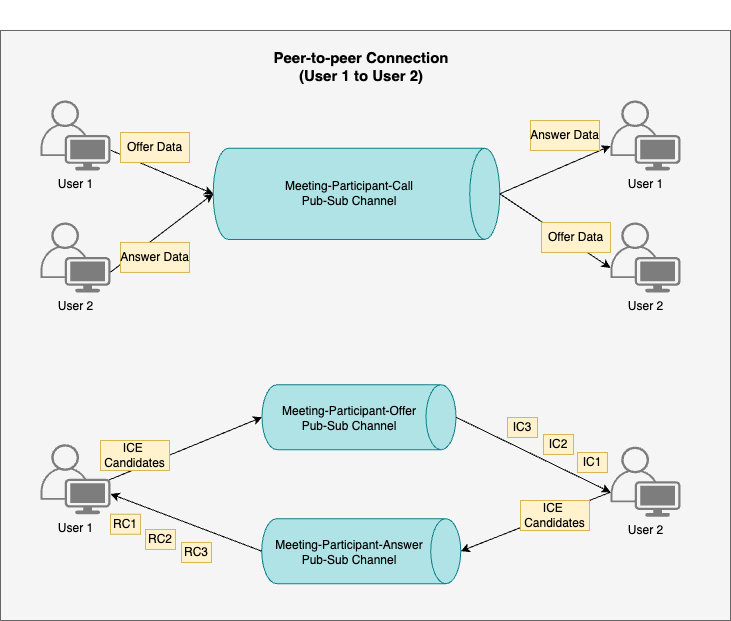 Peer-to-peer Connection
(User 1 to User 2)
Offer Data
User 1
Answer Data
User 2
Meeting-Participant-Call
Pub-Sub Channel
Answer Data
User 1
Offer Data
User 2
Meeting-Participant-Offer
Pub-Sub Channel
ICE
Candidates
User 1
IC3
IC2
IC1
User 2
ICE
Candidates
Meeting-Participant-Answer
Pub-Sub Channel
RC1
RC2
RC3